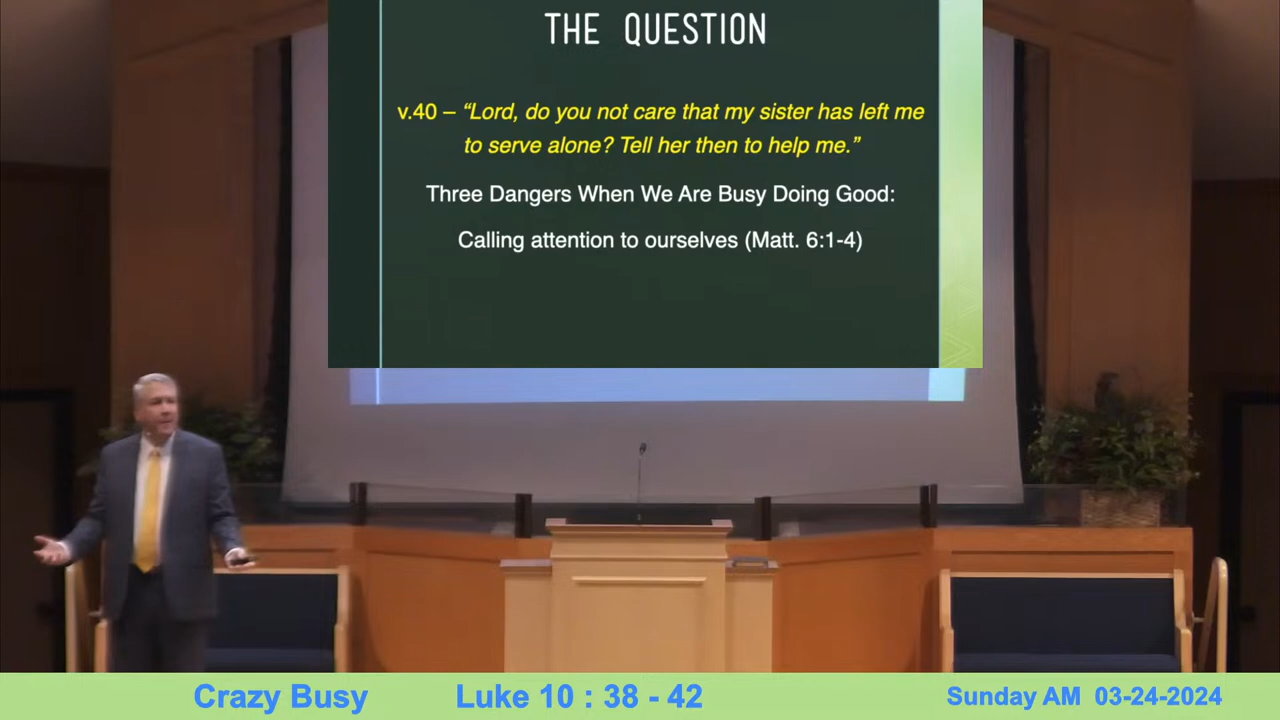 THE QUESTION
v.40 – “Lord, do you not care that my sister has left me
to serve alone? Tell her then to help me.”
Three Dangers When We Are Busy Doing Good:
Calling attention to ourselves (Matt. 6:1-4)
Crazy Busy Luke 10 : 38 - 42 Sunday AM 03-24-2024